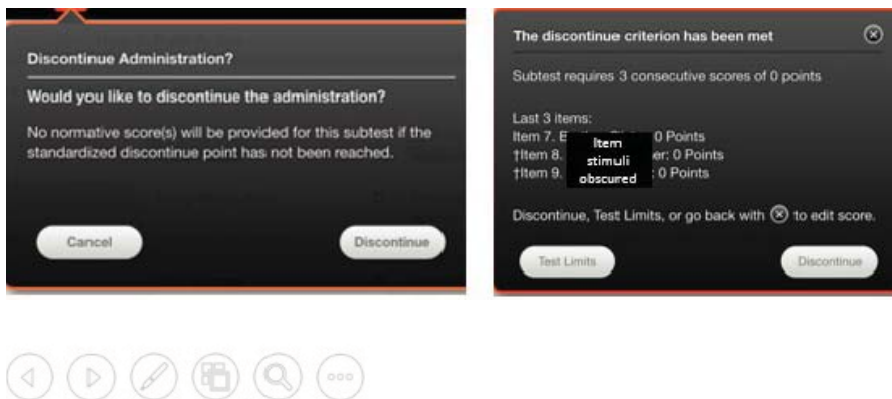 Discontinue Administration?
Would you like to discontinue the administration?
No normative score(s) will be provided for this subtest if the
standardized discontinue point has not been reached.
Cancel
Discontinue
The discontinue criterion has been met
Subtest requires 3 consecutive scores of 0 points
Last 3 items:
Item 7. 0 Points
†Item 8. er: 0 Points
†Item 9. : 0 Points
Item
stimuli
obscured
Discontinue, Test Limits, or go back with ⊗ to edit score.
Test Limits
Discontinue